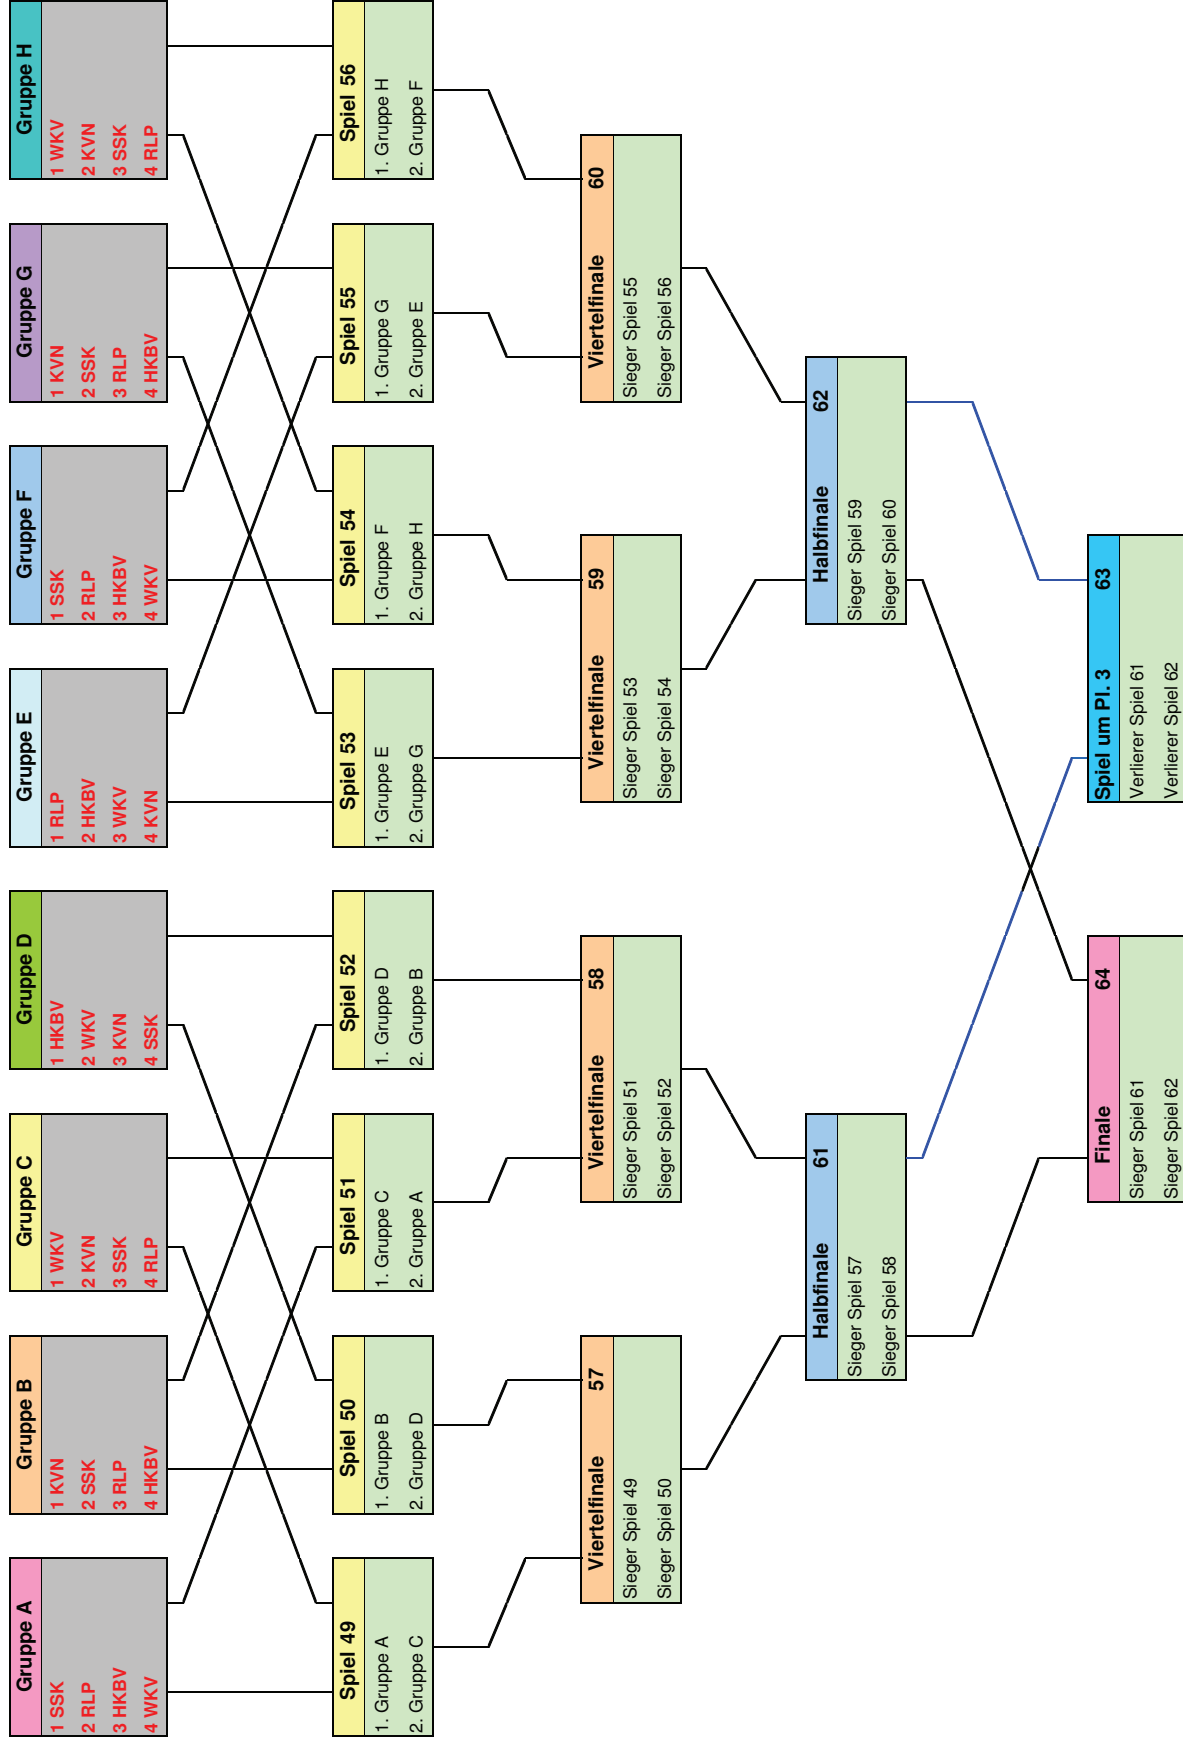 Gruppe A
1 SSK
2 RLP
3 HKBV
4 WKV
Gruppe B
1 KVN
2 SSK
3 RLP
4 HKBV
Gruppe C
1 WKV
2 KVN
3 SSK
4 RLP
Gruppe D
1 HKBV
2 WKV
3 KVN
4 SSK
Gruppe E
1 RLP
2 HKBV
3 WKV
4 KVN
Gruppe F
1 SSK
2 RLP
3 HKBV
4 WKV
Gruppe G
1 KVN
2 SSK
3 RLP
4 HKBV
Gruppe H
1 WKV
2 KVN
3 SSK
4 RLP
Spiel 49
1. Gruppe A
2. Gruppe C
Spiel 50
1. Gruppe B
2. Gruppe D
Spiel 51
1. Gruppe C
2. Gruppe A
Spiel 52
1. Gruppe D
2. Gruppe B
Spiel 53
1. Gruppe E
2. Gruppe G
Spiel 54
1. Gruppe F
2. Gruppe H
Spiel 55
1. Gruppe G
2. Gruppe E
Spiel 56
1. Gruppe H
2. Gruppe F
Viertelfinale 57
Sieger Spiel 49
Sieger Spiel 50
Viertelfinale 58
Sieger Spiel 51
Sieger Spiel 52
Viertelfinale 59
Sieger Spiel 53
Sieger Spiel 54
Viertelfinale 60
Sieger Spiel 55
Sieger Spiel 56
Halbfinale 61
Sieger Spiel 57
Sieger Spiel 58
Halbfinale 62
Sieger Spiel 59
Sieger Spiel 60
Finale 64
Sieger Spiel 61
Sieger Spiel 62
Spiel um Pl. 3 63
Verlierer Spiel 61
Verlierer Spiel 62